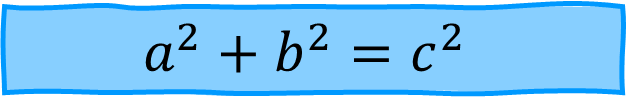 a² + b² = c²